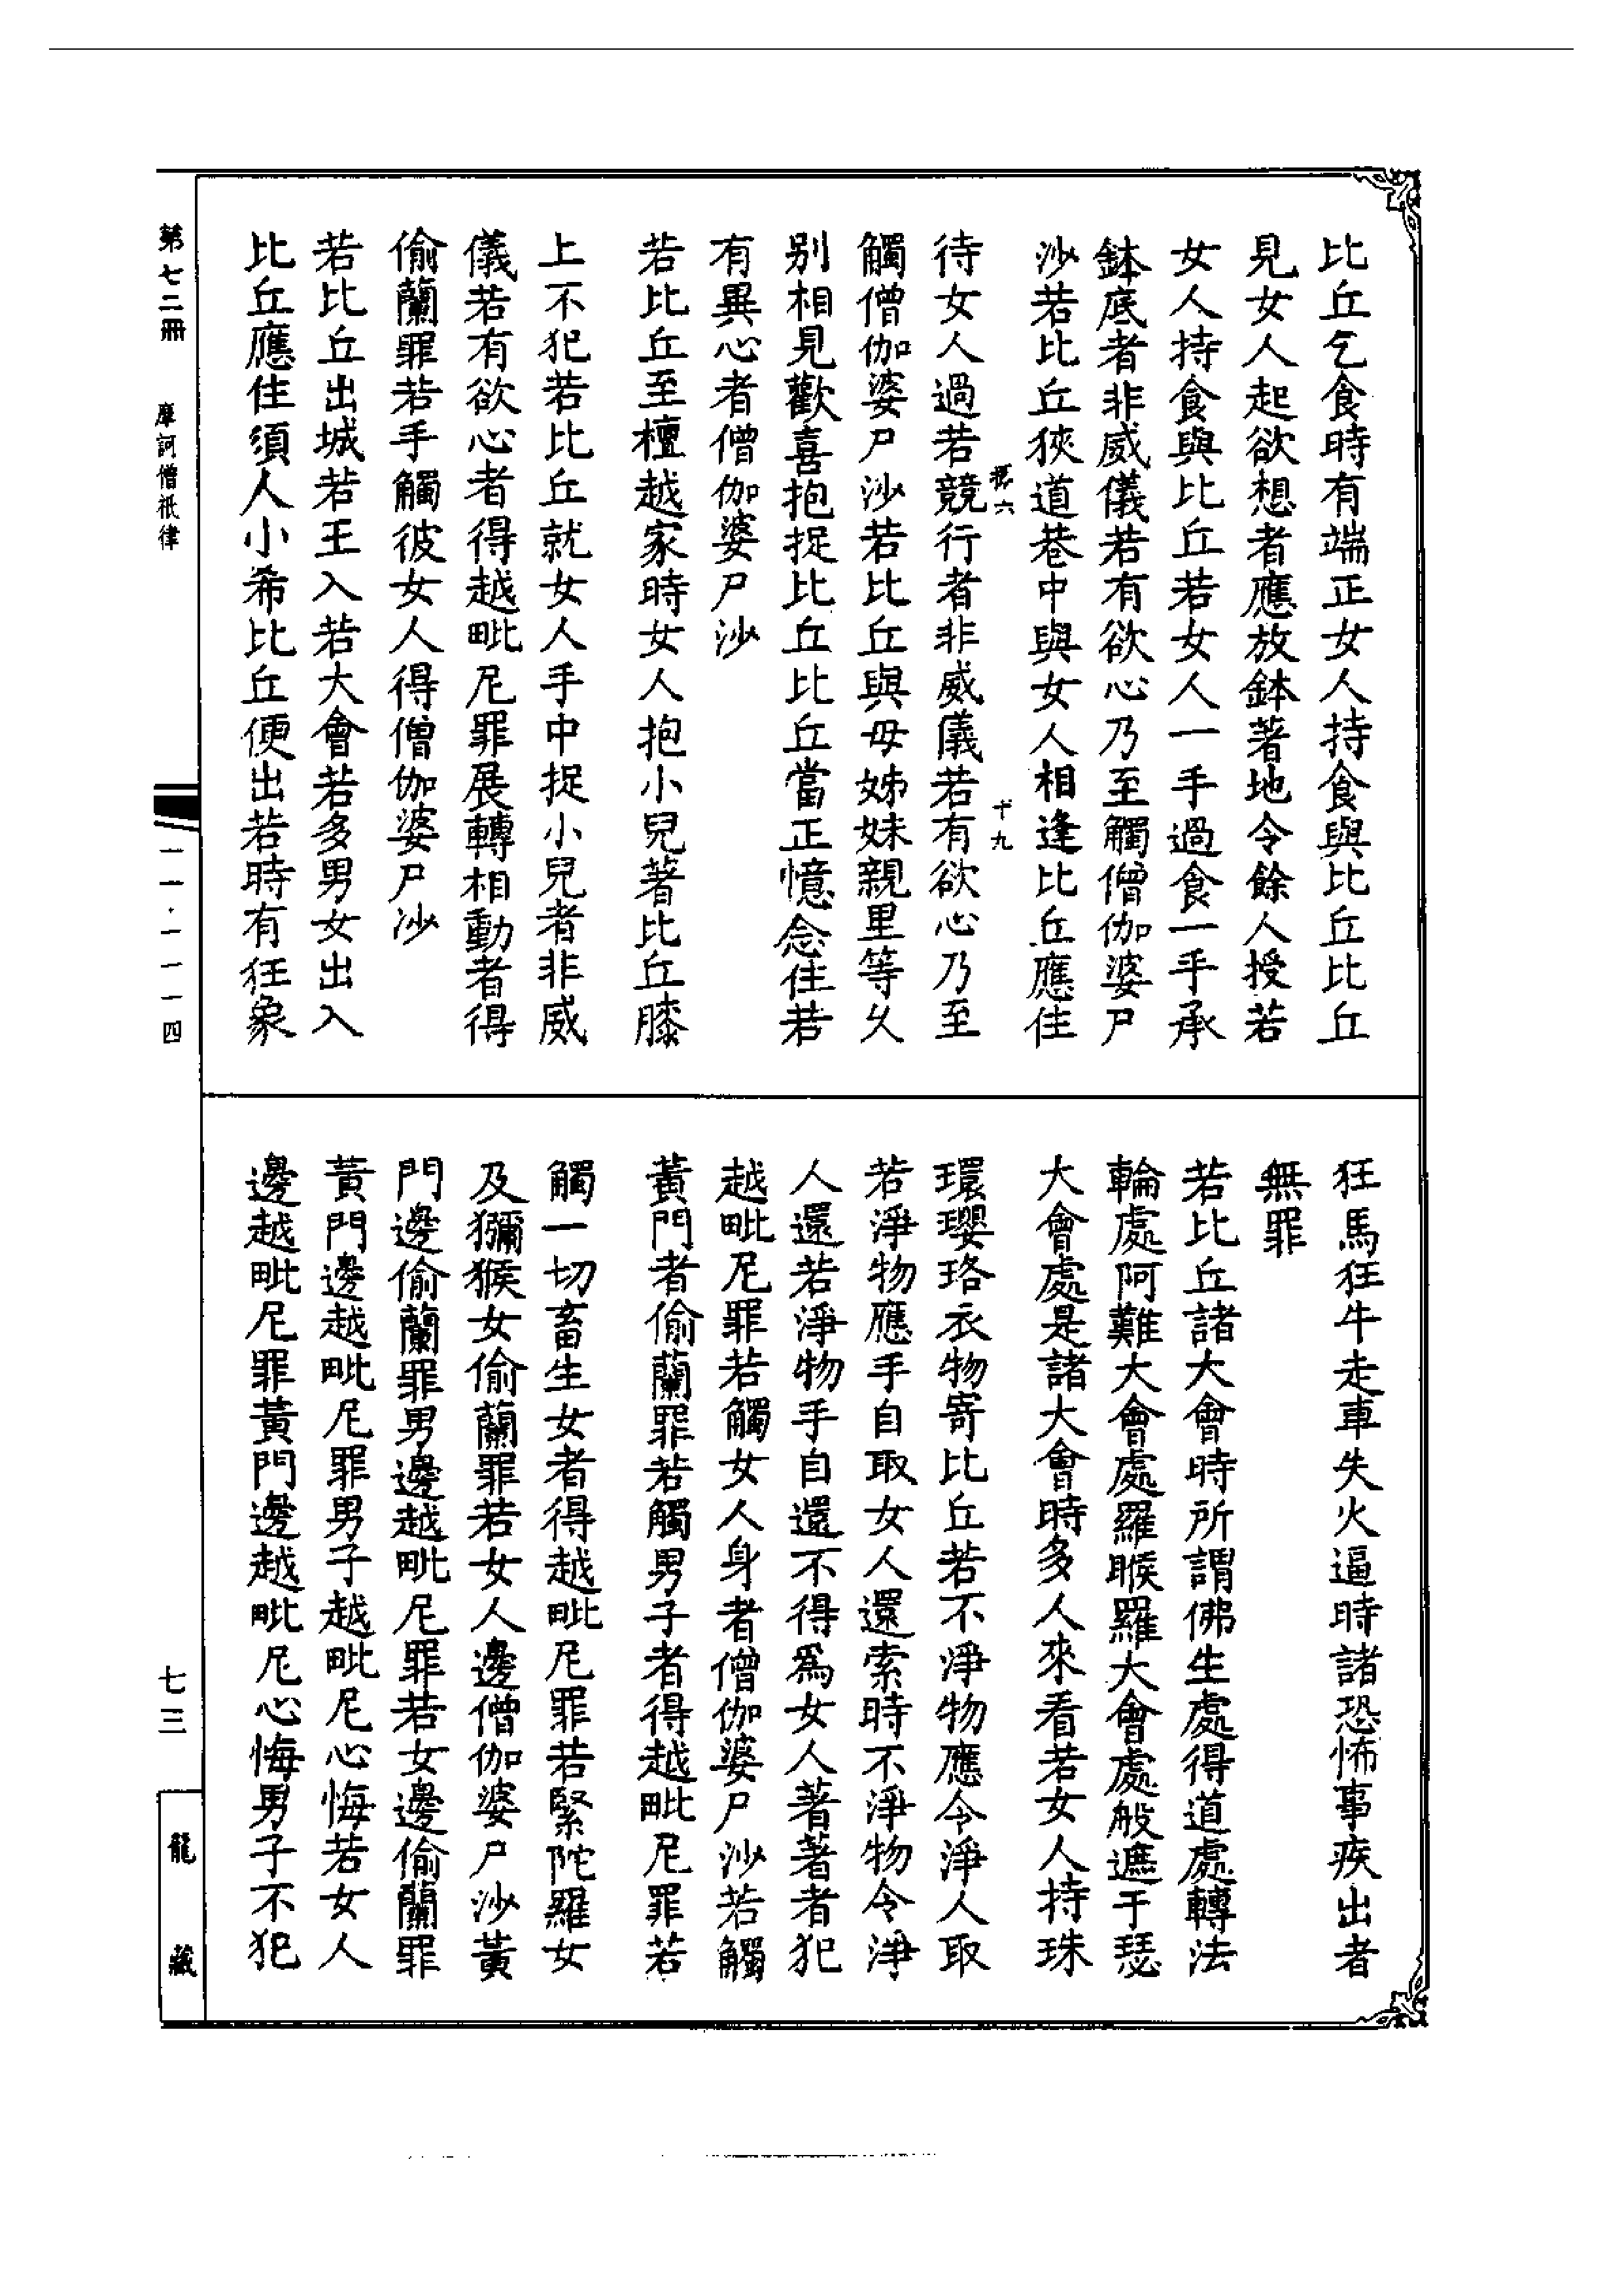 比丘乞食時有端正女人持食與比丘比丘
見女人起欲想者應放鉢著地令餘人授若
女人持食與比丘若女人一手過食一手承
鉢底者非威儀若有欲心乃至觸僧伽婆尸
沙若比丘狹道巷中與女人相逢比丘應住
十九
待女人過若競行者非威儀若有欲心乃至
觸僧伽婆尸沙若比丘與母姊妹親里等久
別相見歡喜抱捉比丘比丘當正憶念住若
有異心者僧伽婆尸沙
若比丘至檀越家時女人抱小兒著比丘膝
上不犯若比丘就女人手中捉小兒者非威
儀若有欲心者得越毗尼罪展轉相動者得
偷蘭罪若手觸彼女人得僧伽婆尸沙
若比丘出城若王入若大會若多男女出入
比丘應住須人小希比丘便出若時有狂象
狂馬狂牛走車失火逼時諸恐怖事疾出者
無罪
若比丘諸大會時所謂佛生處得道處轉法
輪處阿難大會處羅睺羅大會處般遮于瑟
大會處是諸大會時多人來看若女人持珠
環瓔珞衣物寄比丘若不淨物應令淨人取
若淨物應手自取女人還索時不淨物令淨
人還若淨物手自還不得爲女人著著者犯
越毗尼罪若觸女人身者僧伽婆尸沙若觸
黃門者偷蘭罪若觸男子者得越毗尼罪若
觸一切畜生女者得越毗尼罪若緊陀羅女
及獼猴女偷蘭罪若女人邊僧伽婆尸沙黃
門邊偷蘭罪男邊越毗尼罪若女邊偷蘭罪
黃門邊越毗尼罪男子越毗尼心悔若女人
邊越毗尼罪黃門邊越毗尼心悔男子不犯
第七二冊
摩訶僧祇律
一一·一一一四
七三
龍藏